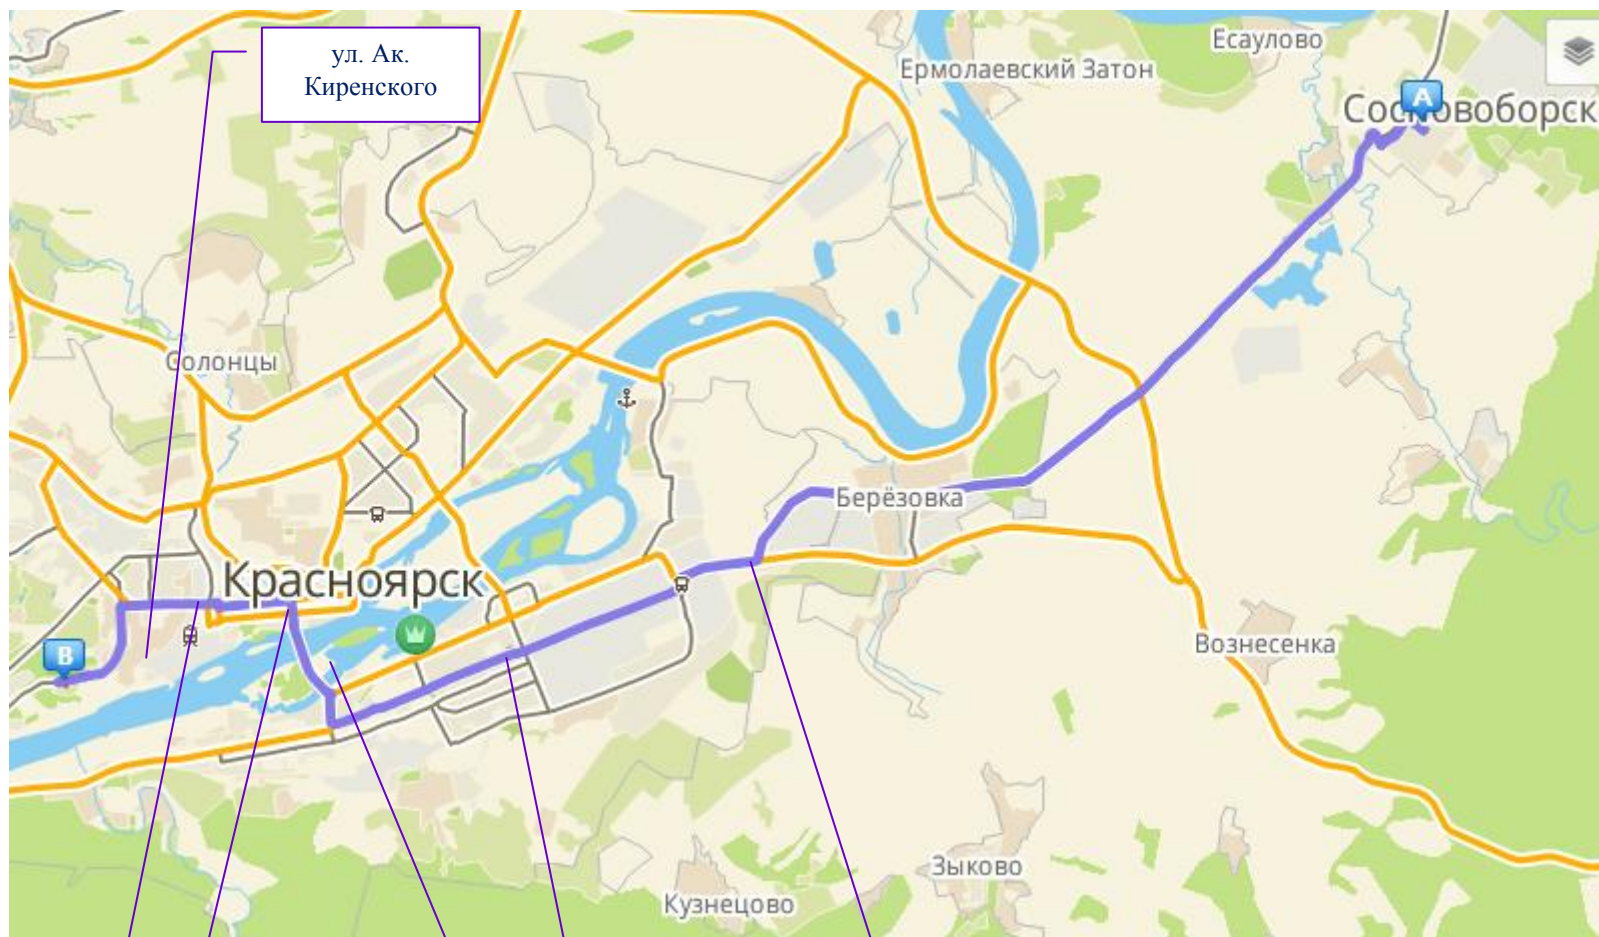 ул. Ак.
Киренского
Есаулово
Ермолаевский Затон
A
Сосновоборск
Солонцы
Берёзовка
Красноярск
B
Вознесенка
Зыково
Кузнецово